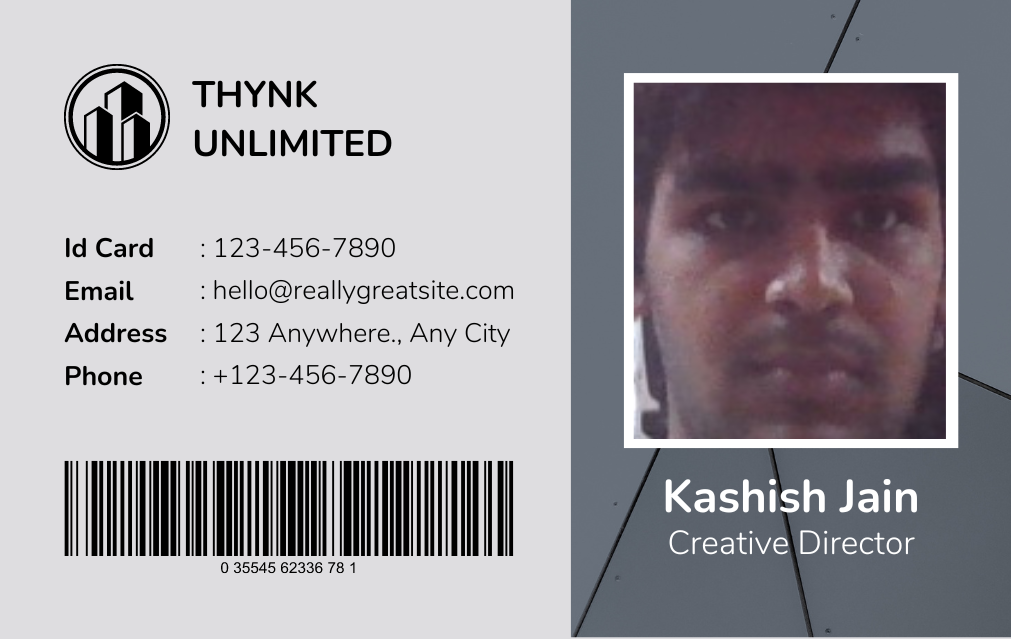 THYNK
UNLIMITED
Id Card : 123-456-7890
Email : hello@reallygreatsite.com
Address : 123 Anywhere., Any City
Phone : +123-456-7890
0 35545 62336 78 1
Kashish Jain
Creative Director